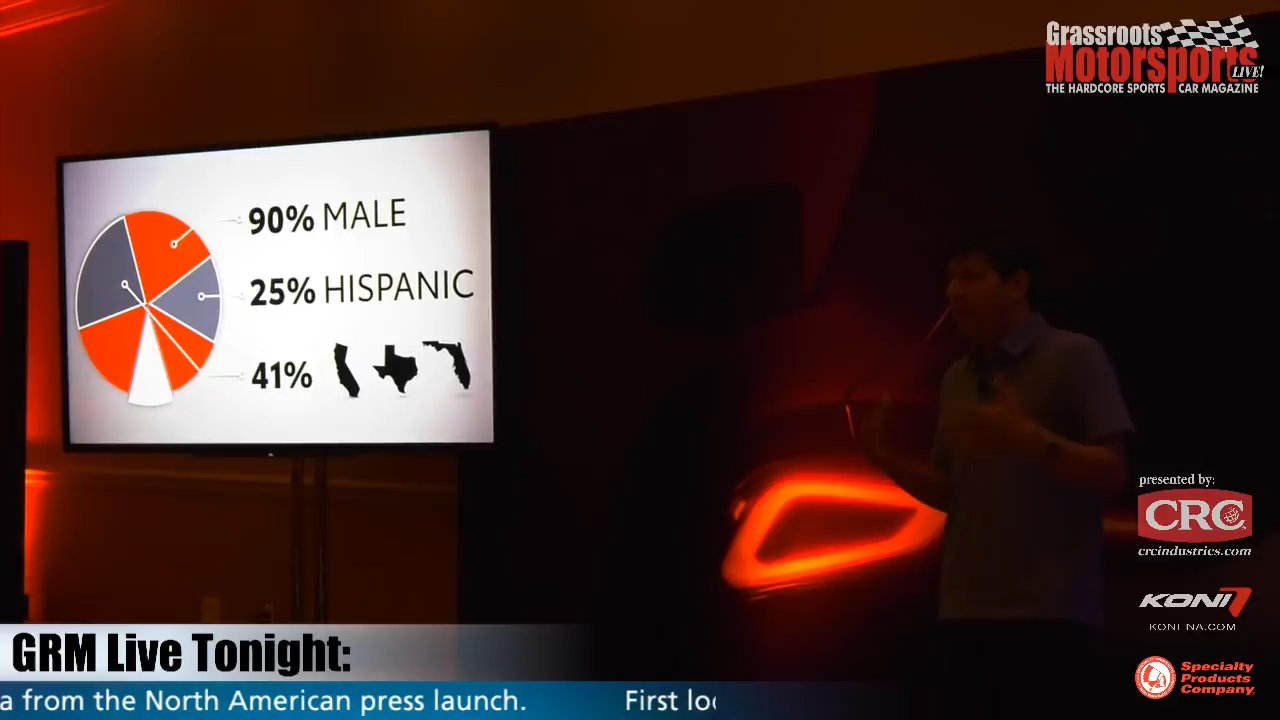 Grassroots
Motorsports
LIVE!
THE HARDCORE SPORTS CAR MAGAZINE
90% MALE
25% HISPANIC
41%
presented by:
CRC
crcindustries.com
KONI
KONI-NA.COM
Specialty
Products
Company
GRM Live Tonight:
a from the North American press launch. First lo